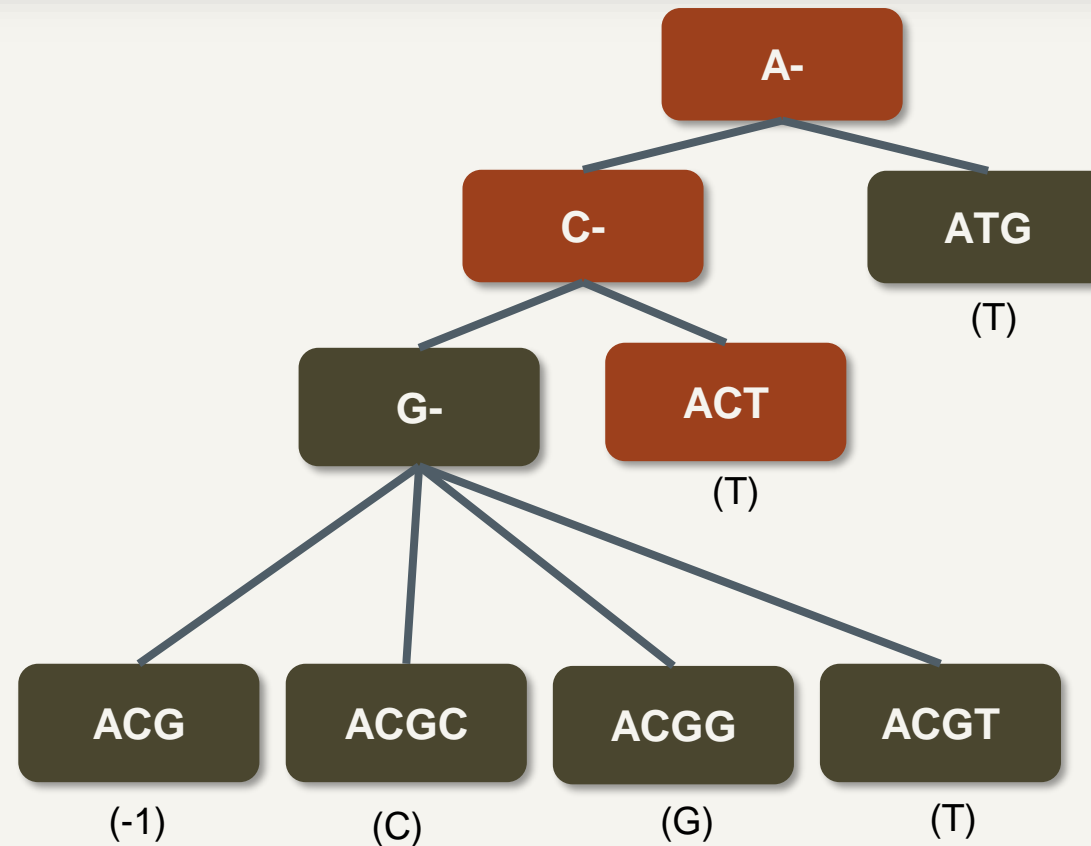 A-
C-
ATG
(T)
G-
ACT
(T)
ACG
ACGC
ACGG
ACGT
(-1)
(C)
(G)
(T)